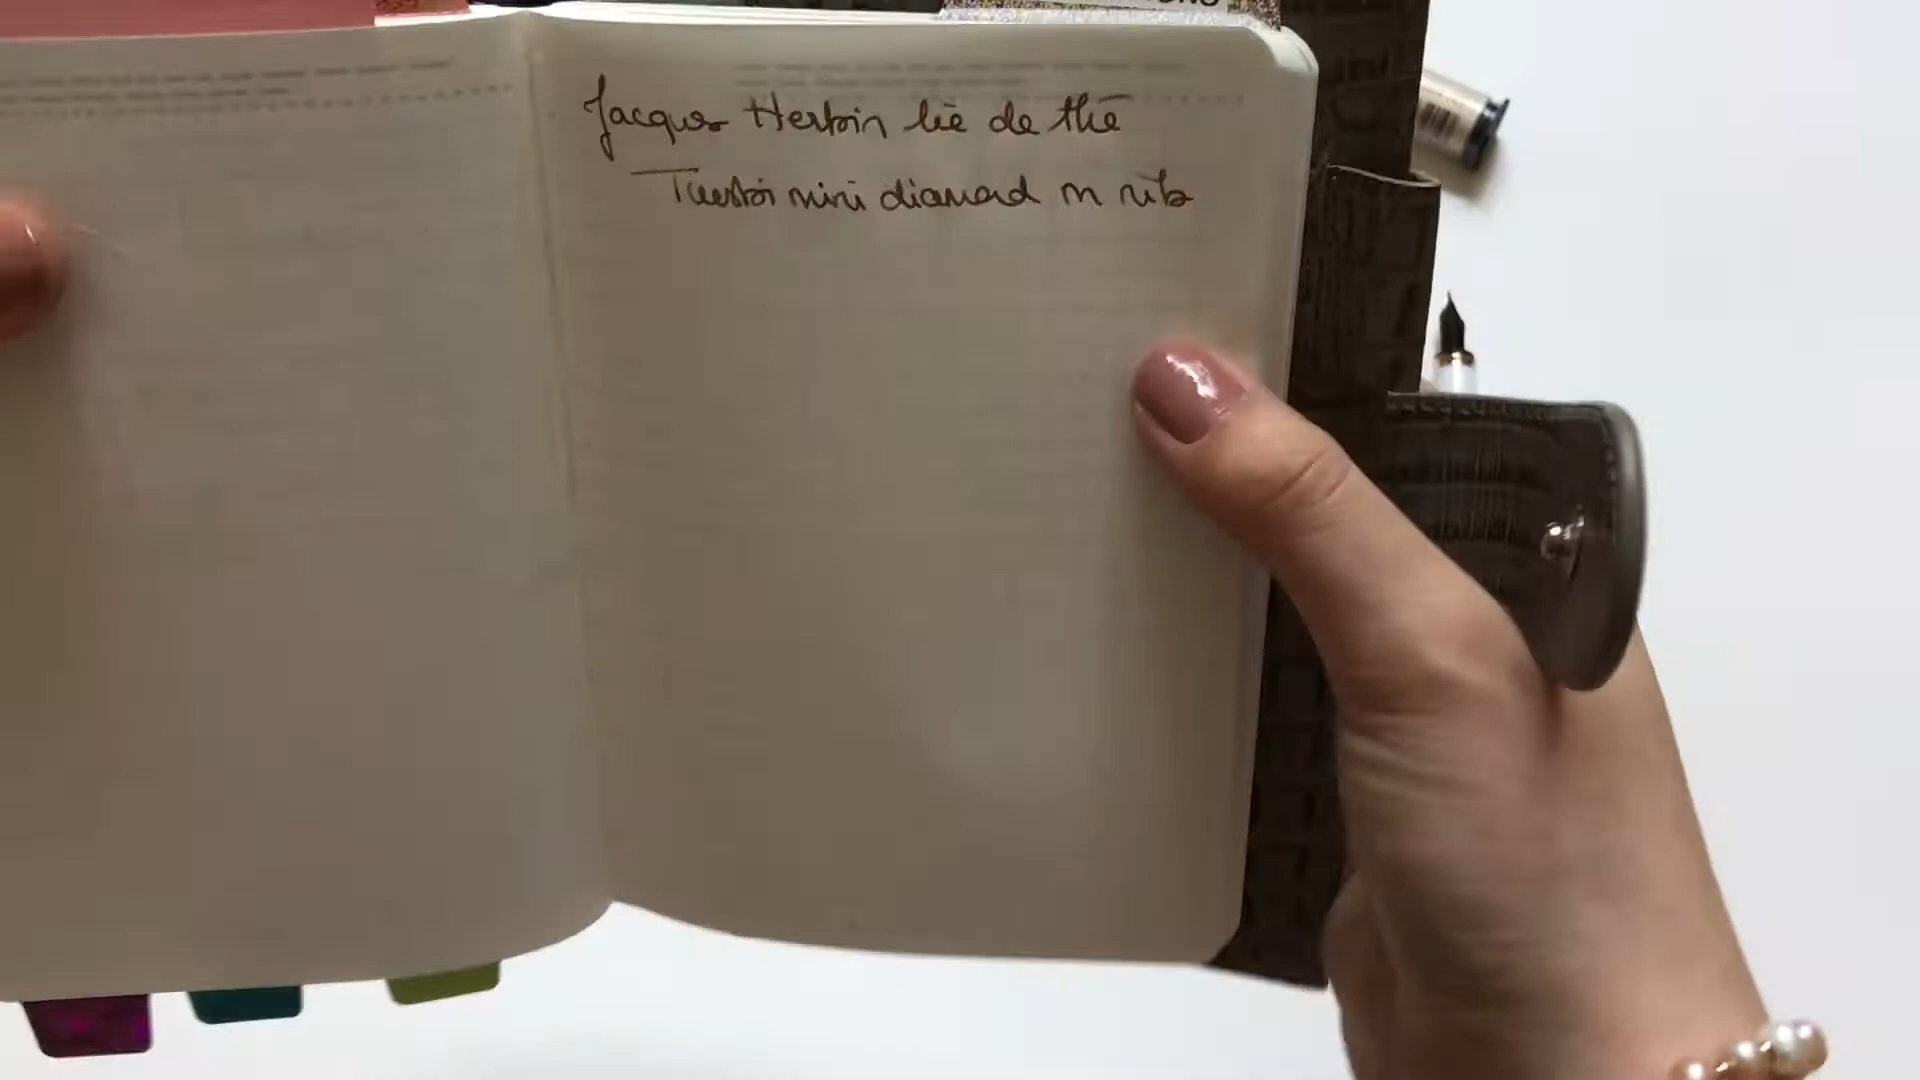 Jacques Herbin lie de thé
Twsbi mini diamond m nib